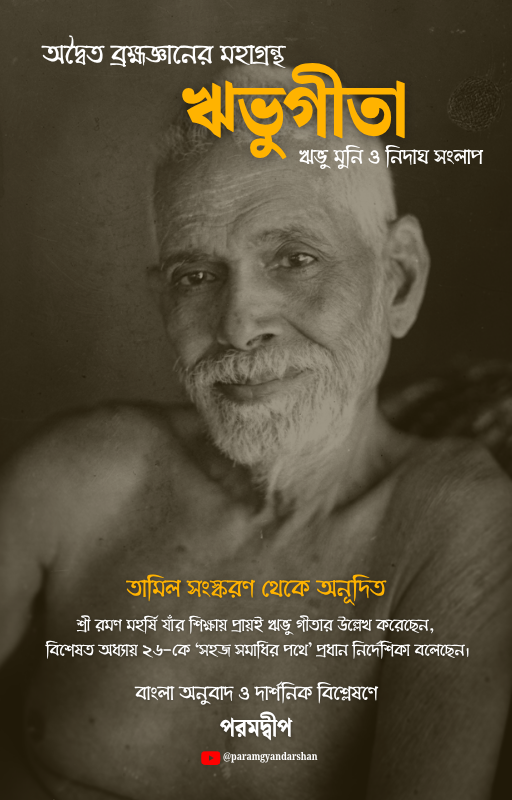 অদ্বৈত ব্রহ্মজ্ঞানের মহাগ্রন্থ
ঋভুগীতা
ঋভু মুনি ও নিদাঘ সংলাপ
তামিল সংস্করণ থেকে অনূদিত
শ্রী রমণ মহর্ষি যাঁর শিক্ষায় প্রায়ই ঋভু গীতার উল্লেখ করেছেন,
বিশেষত অধ্যায় ২৬–কে ‘সহজ সমাধির পথে’ প্রধান নির্দেশিকা বলেছেন।
বাংলা অনুবাদ ও দার্শনিক বিশ্লেষণে
পরমদ্বীপ
@paramgyandarshan